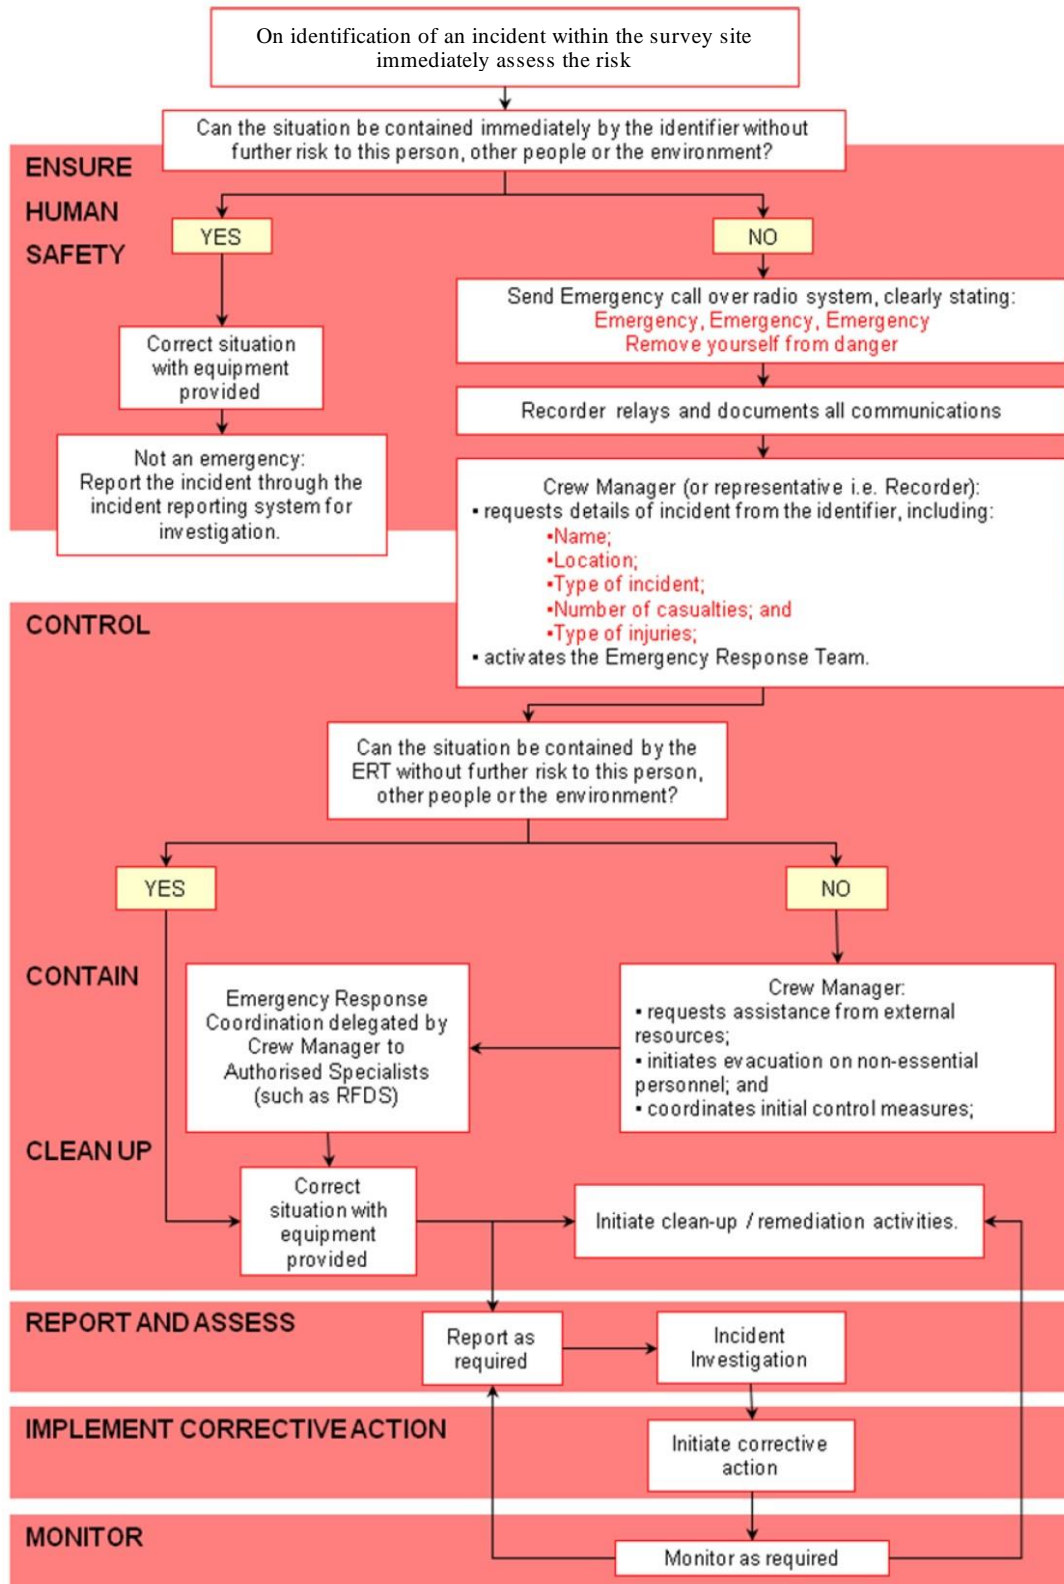 On identification of an incident within the survey site
immediately assess the risk
Can the situation be contained immediately by the identifier without
further risk to this person, other people or the environment?
ENSURE
HUMAN
SAFETY
YES
NO
Send Emergency call over radio system, clearly stating:
Emergency, Emergency, Emergency
Remove yourself from danger
Correct situation
with equipment
provided
Recorder relays and documents all communications
Not an emergency:
Report the incident through the
incident reporting system for
investigation.
Crew Manager (or representative i.e. Recorder):
▪ requests details of incident from the identifier, including:
▪Name;
▪Location;
▪Type of incident;
▪Number of casualties; and
▪Type of injuries;
▪ activates the Emergency Response Team.
CONTROL
Can the situation be contained by the
ERT without further risk to this person,
other people or the environment?
YES
NO
CONTAIN
Emergency Response
Coordination delegated by
Crew Manager to
Authorised Specialists
(such as RFDS)
Crew Manager:
▪ requests assistance from external
resources;
▪ initiates evacuation on non-essential
personnel; and
▪ coordinates initial control measures;
CLEAN UP
Correct
situation with
equipment
provided
Initiate clean-up / remediation activities.
REPORT AND ASSESS
Report as
required
Incident
Investigation
IMPLEMENT CORRECTIVE ACTION
Initiate corrective
action
MONITOR
Monitor as required